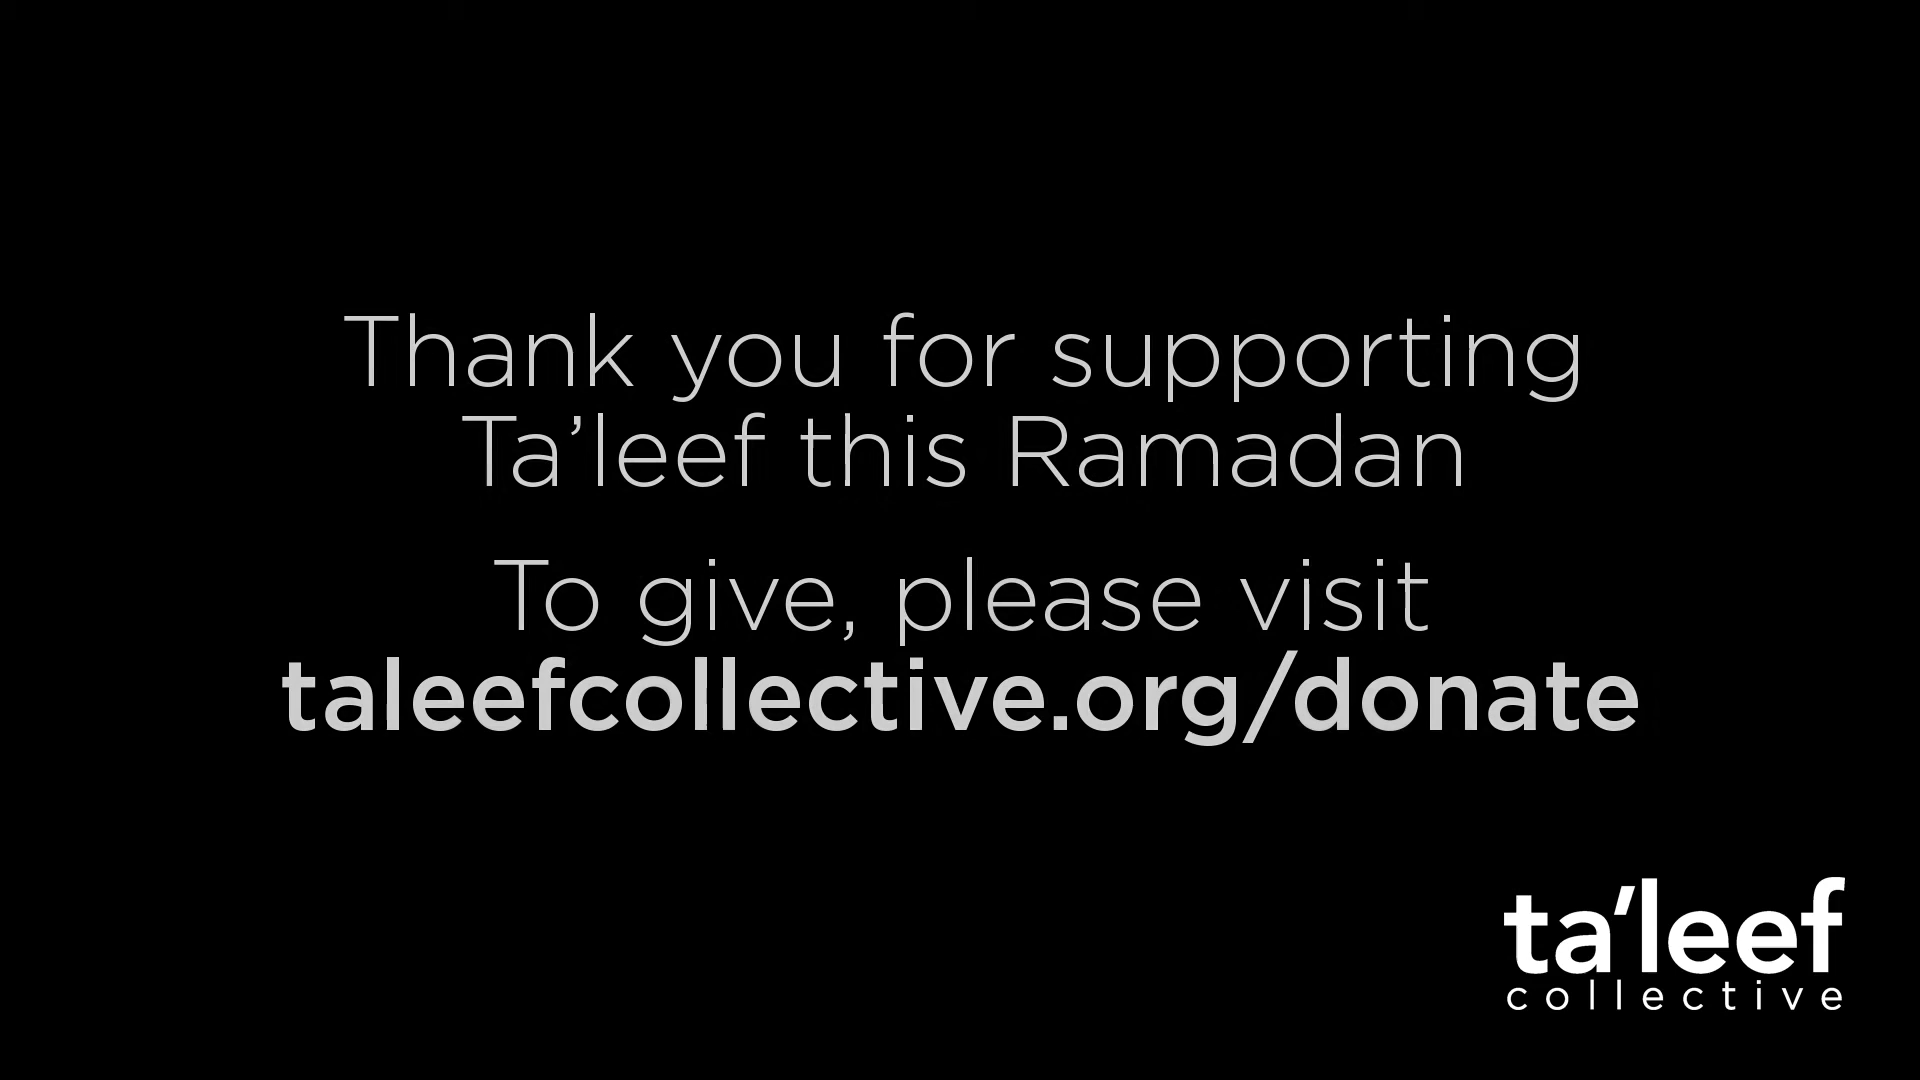 Thank you for supporting
Ta’leef this Ramadan
To give, please visit
taleefcollective.org/donate
ta’leef
collective